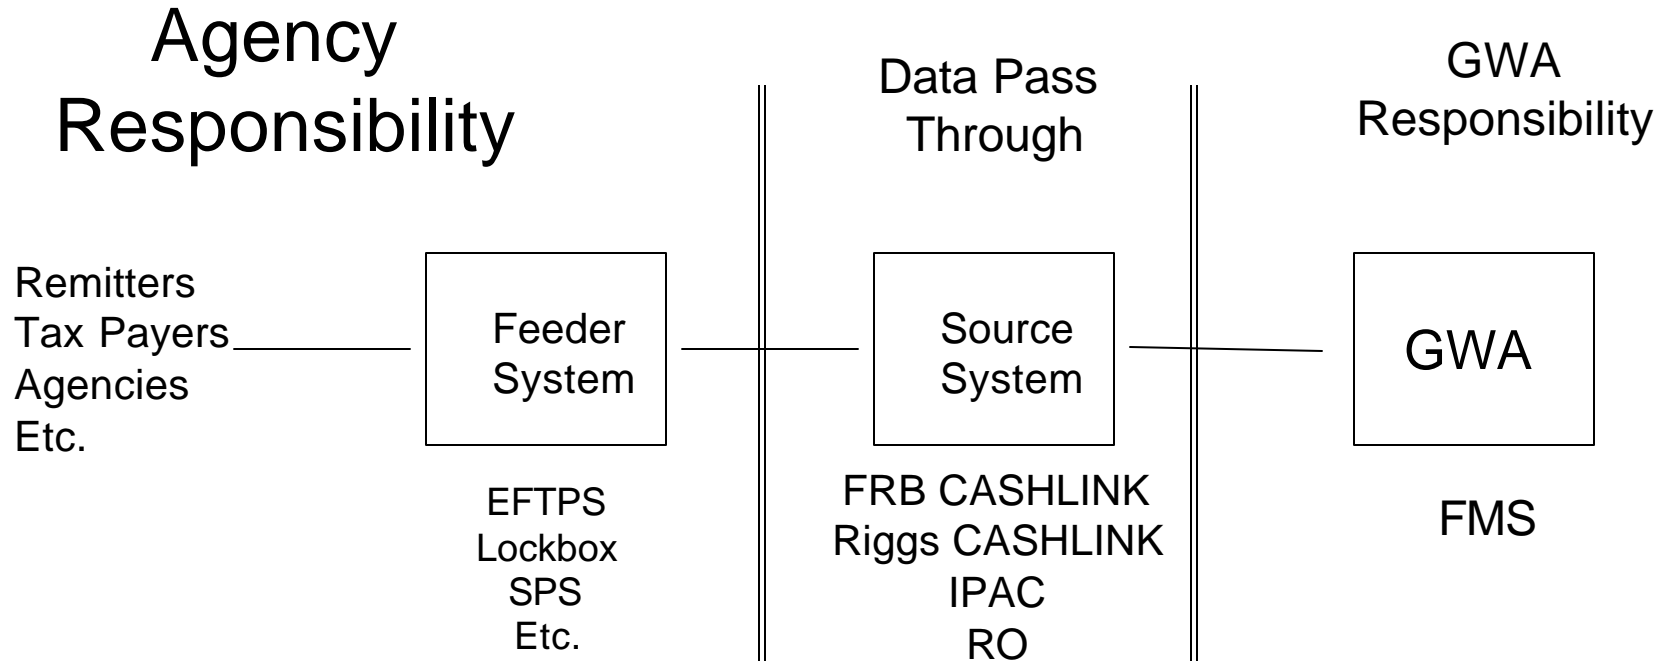 Agency
Responsibility
Data Pass
Through
GWA
Responsibility
Remitters
Tax Payers
Agencies
Etc.
Feeder
System
EFTPS
Lockbox
SPS
Etc.
Source
System
FRB CASHLINK
Riggs CASHLINK
IPAC
RO
GWA
FMS